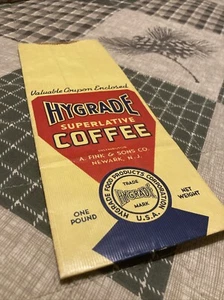 Valuable Coupon Enclosed
HYGRADE
SUPERLATIVE
COFFEE
A. FINK & SONS CO.
NEWARK, N. J.
HYGRADE FOOD PRODUCTS CORPORATION
TRADE
HYGRADE
MARK
U.S.A.
ONE
POUND
NET
WEIGHT